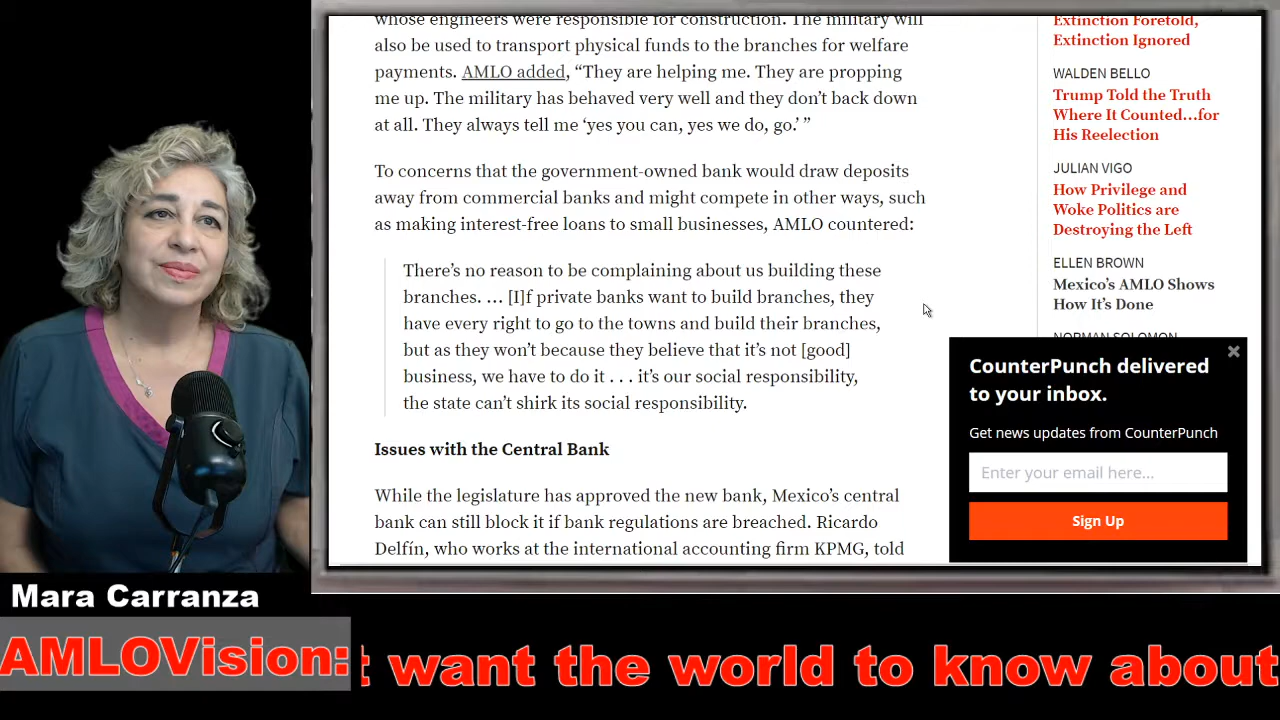 whose engineers were responsible for construction. The military will
also be used to transport physical funds to the branches for welfare
payments. AMLO added, “They are helping me. They are propping
me up. The military has behaved very well and they don’t back down
at all. They always tell me ‘yes you can, yes we do, go.’ ”
To concerns that the government-owned bank would draw deposits
away from commercial banks and might compete in other ways, such
as making interest-free loans to small businesses, AMLO countered:
There’s no reason to be complaining about us building these
branches. … [I]f private banks want to build branches, they
have every right to go to the towns and build their branches,
but as they won’t because they believe that it’s not [good]
business, we have to do it . . . it’s our social responsibility,
the state can’t shirk its social responsibility.
Issues with the Central Bank
While the legislature has approved the new bank, Mexico’s central
bank can still block it if bank regulations are breached. Ricardo
Delfín, who works at the international accounting firm KPMG, told
Extinction Foretold,
Extinction Ignored
WALDEN BELLO
Trump Told the Truth
Where It Counted…for
His Reelection
JULIAN VIGO
How Privilege and
Woke Politics are
Destroying the Left
ELLEN BROWN
Mexico’s AMLO Shows
How It’s Done
NORMAN SOLOMON
CounterPunch delivered
to your inbox.
Get news updates from CounterPunch
Enter your email here...
Sign Up
Mara Carranza
AMLOVision:
want the world to know about